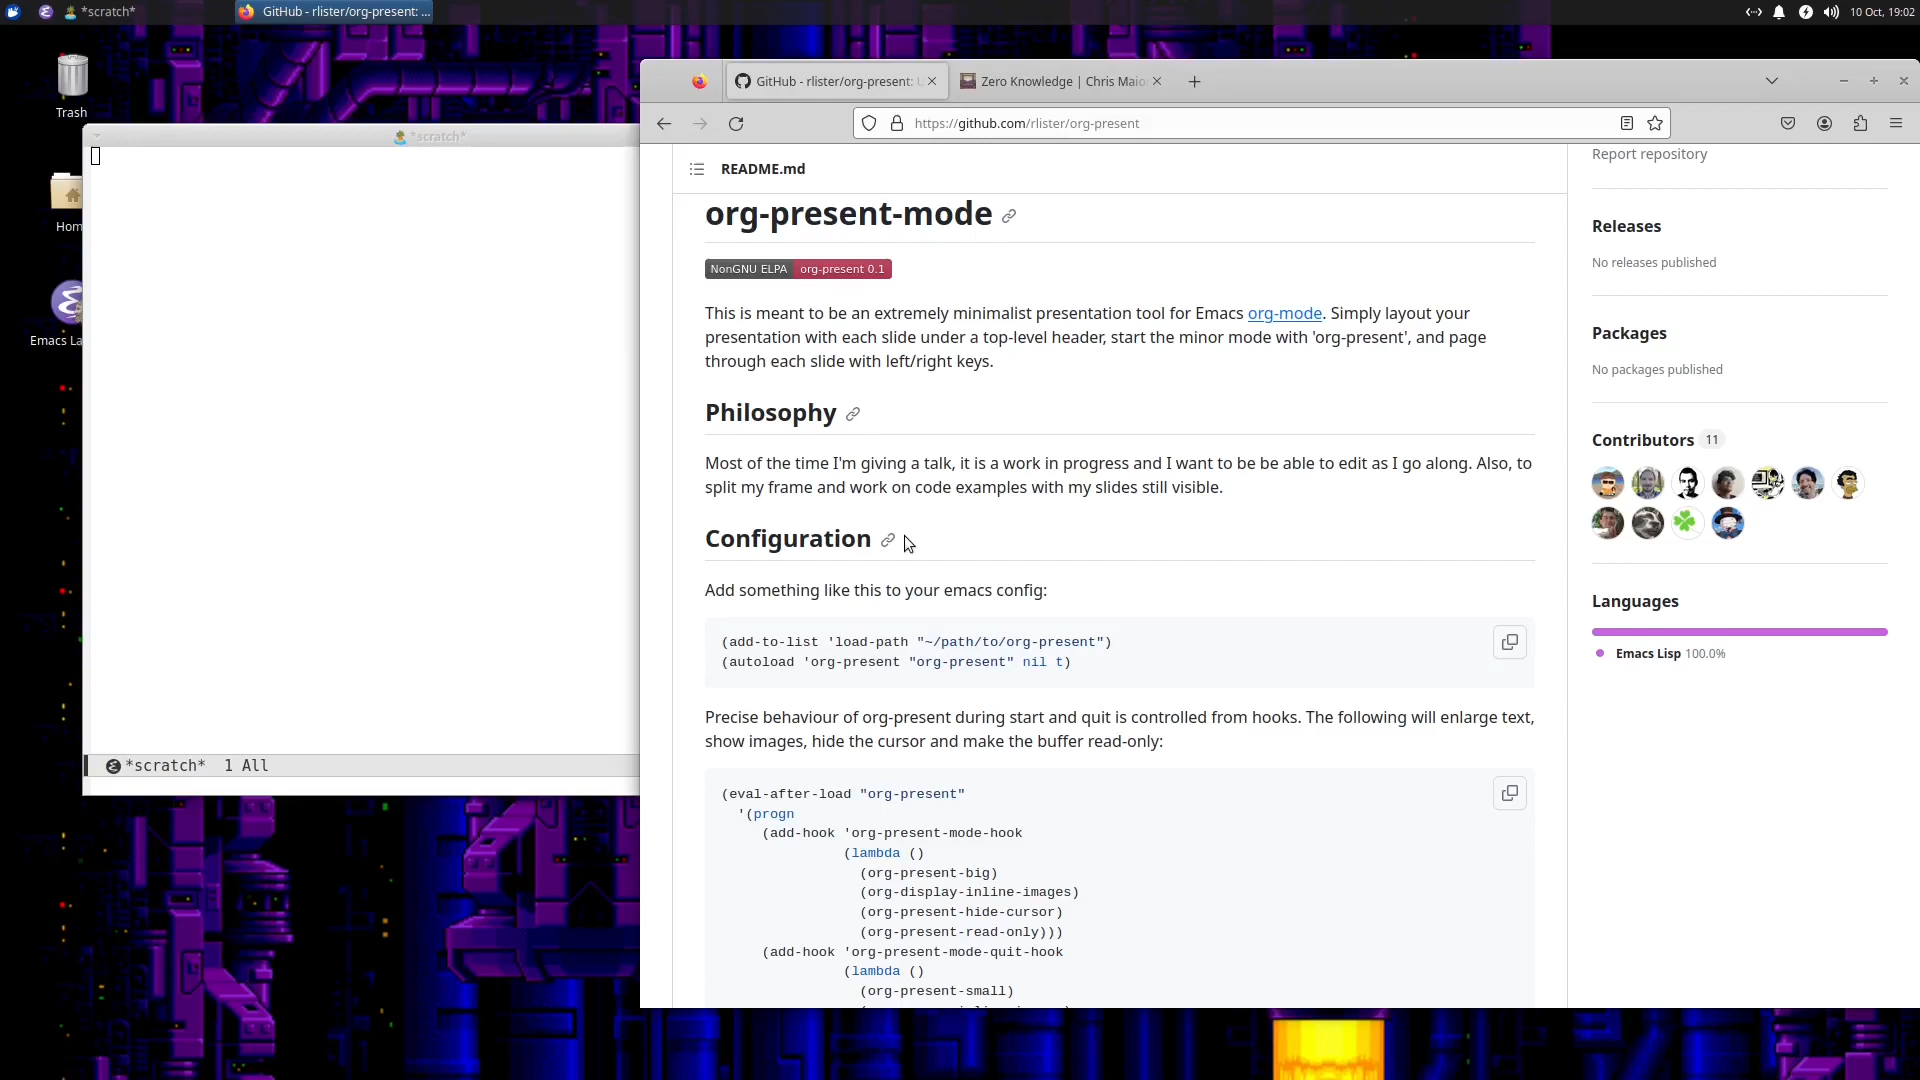 *scratch*
GitHub - rlister/org-present: ...
10 Oct, 19:02
Trash
Home
Emacs La
*scratch*
*scratch* 1 All
GitHub - rlister/org-present:
Zero Knowledge | Chris Maio
https://github.com/rlister/org-present
README.md
org-present-mode
NonGNU ELPA org-present 0.1
This is meant to be an extremely minimalist presentation tool for Emacs org-mode. Simply layout your
presentation with each slide under a top-level header, start the minor mode with 'org-present', and page
through each slide with left/right keys.
Philosophy
Most of the time I'm giving a talk, it is a work in progress and I want to be be able to edit as I go along. Also, to
split my frame and work on code examples with my slides still visible.
Configuration
Add something like this to your emacs config:
(add-to-list 'load-path "~/path/to/org-present")
(autoload 'org-present "org-present" nil t)
Precise behaviour of org-present during start and quit is controlled from hooks. The following will enlarge text,
show images, hide the cursor and make the buffer read-only:
(eval-after-load "org-present"
'(progn
(add-hook 'org-present-mode-hook
(lambda ()
(org-present-big)
(org-display-inline-images)
(org-present-hide-cursor)
(org-present-read-only)))
(add-hook 'org-present-mode-quit-hook
(lambda ()
(org-present-small)
Report repository
Releases
No releases published
Packages
No packages published
Contributors 11
Languages
Emacs Lisp 100.0%